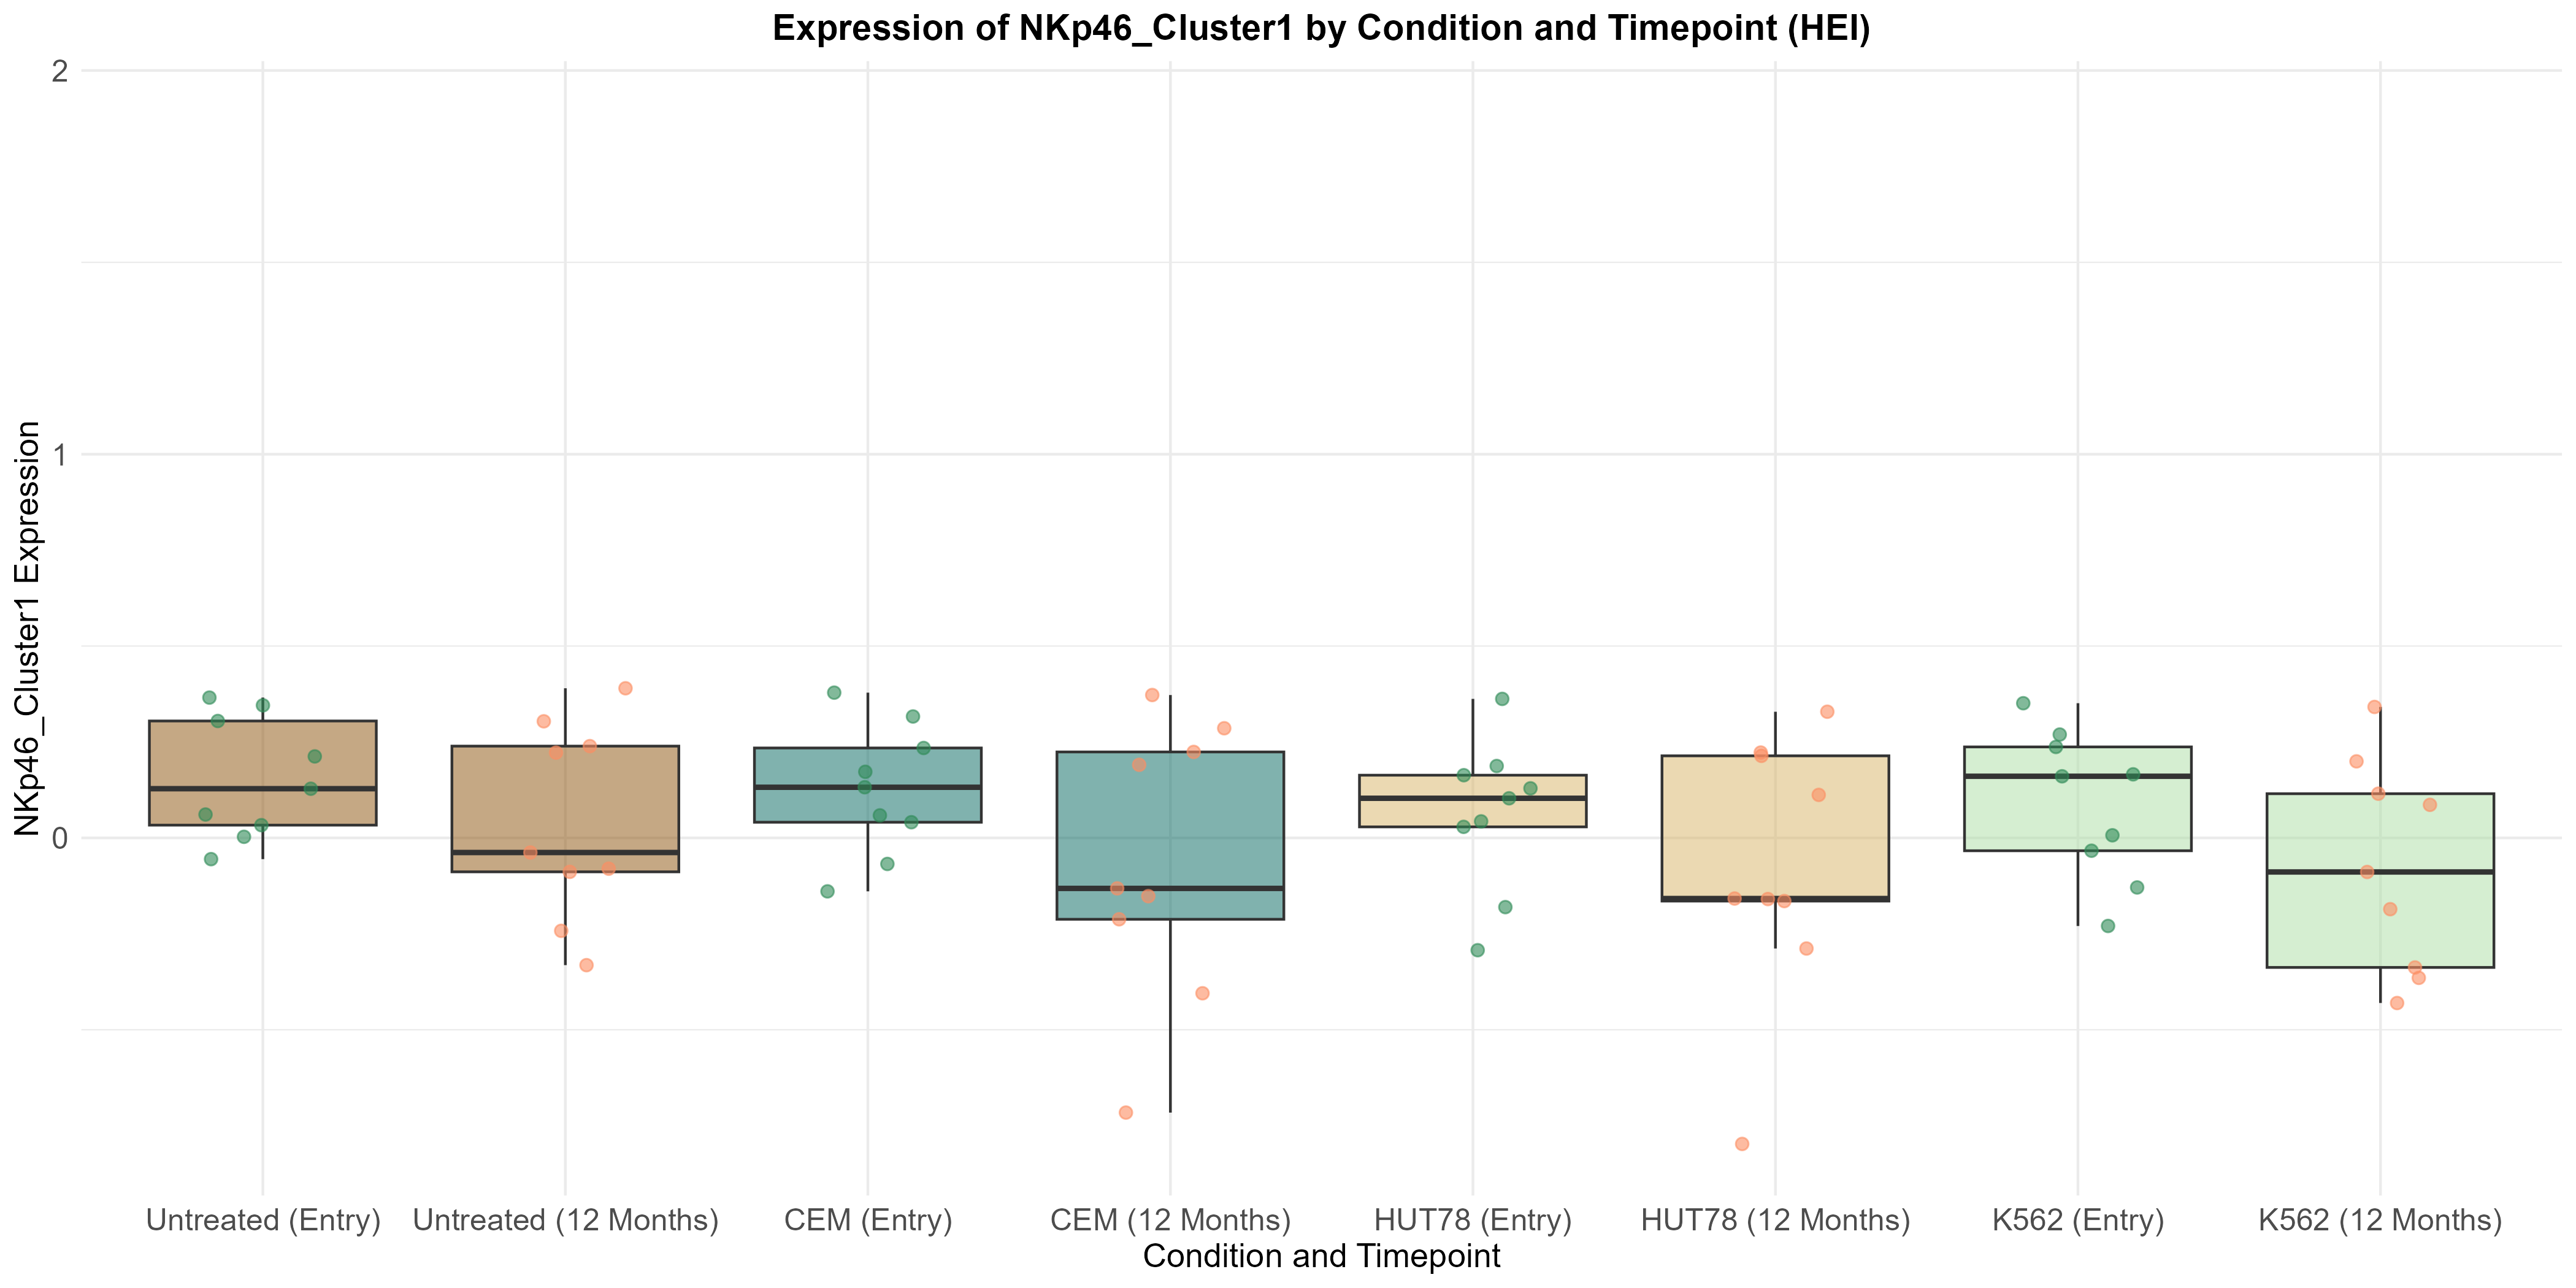 Expression of NKp46_Cluster1 by Condition and Timepoint (HEI)
NKp46_Cluster1 Expression
2
1
0
Untreated (Entry) Untreated (12 Months) CEM (Entry) CEM (12 Months) HUT78 (Entry) HUT78 (12 Months) K562 (Entry) K562 (12 Months)
Condition and Timepoint